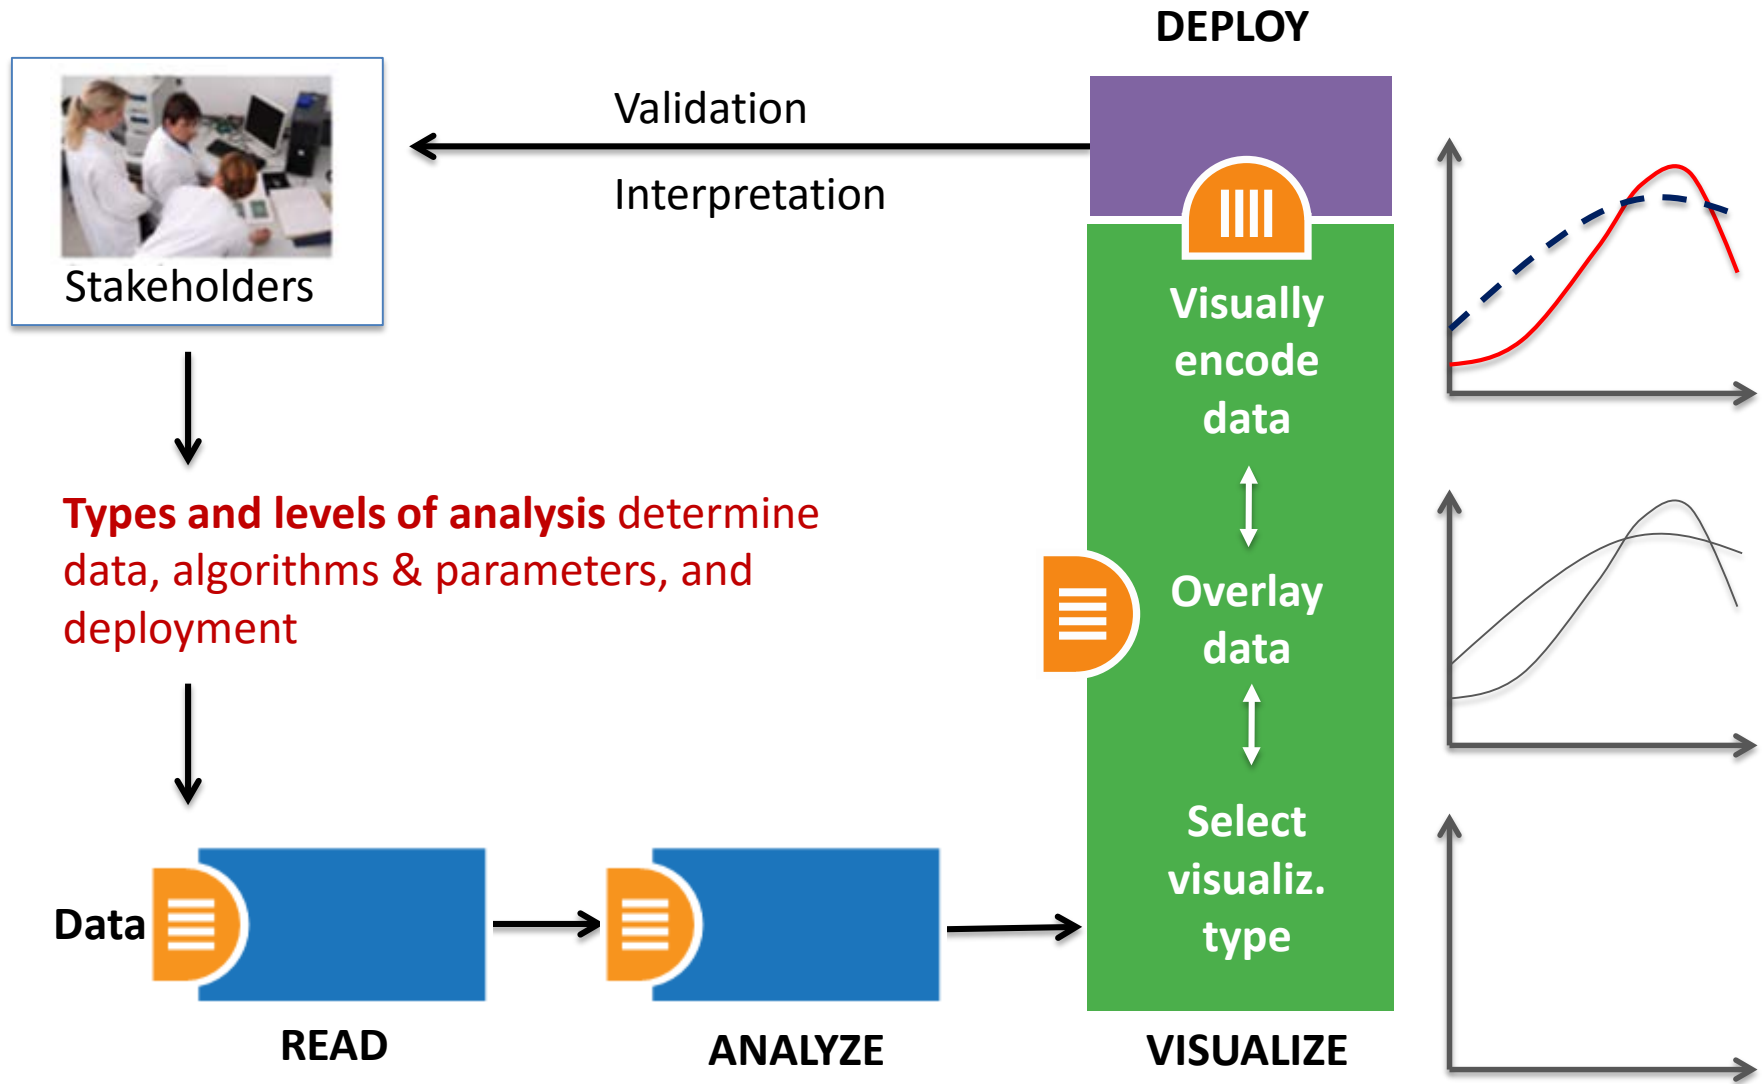 DEPLOY
Validation
Interpretation
Stakeholders
Visually
encode
data
Types and levels of analysis determine
data, algorithms & parameters, and
deployment
Overlay
data
Select
visualiz.
type
Data
READ
ANALYZE
VISUALIZE